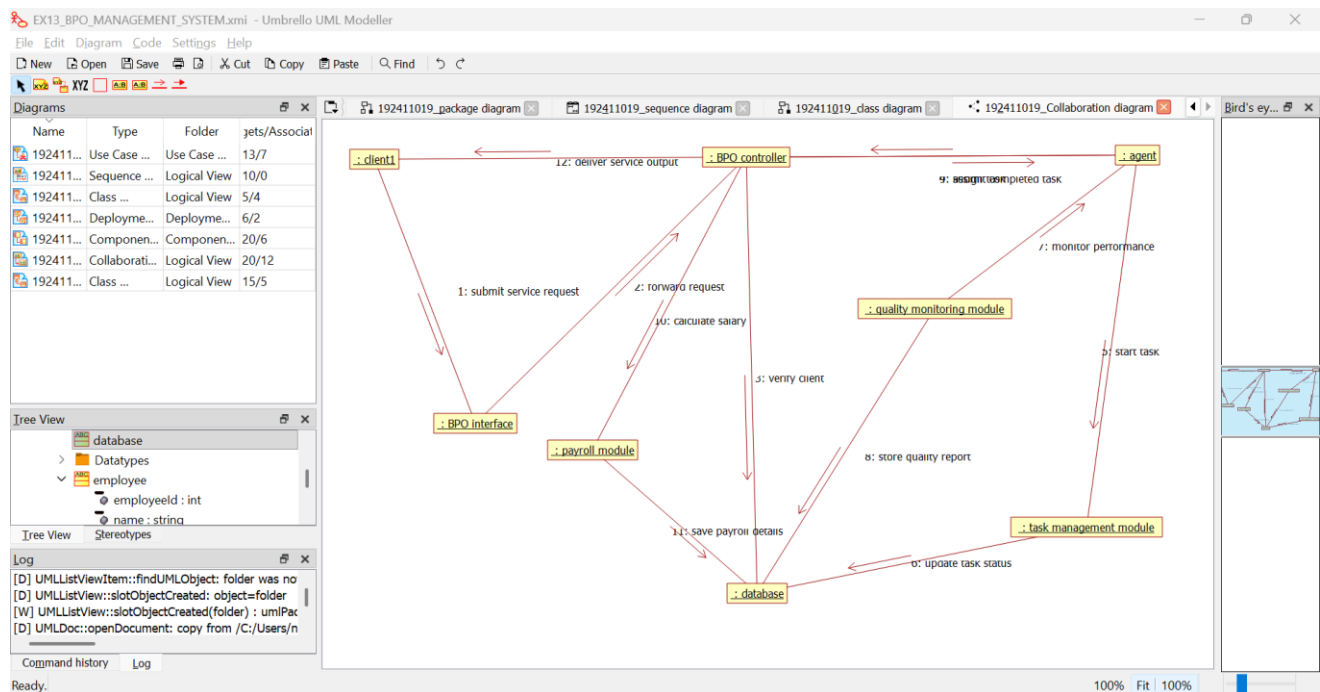 EX13_BPO_MANAGEMENT_SYSTEM.xmi - Umbrello UML Modeller
File Edit Diagram Code Settings Help
New Open Save Cut Copy Paste Find
XYZ XYZ A:B A:B
Diagrams
Name Type Folder jets/Associat
192411... Use Case ... Use Case ... 13/7
192411... Sequence ... Logical View 10/0
192411... Class ... Logical View 5/4
192411... Deployme... Deployme... 6/2
192411... Componen... Componen... 20/6
192411... Collaborati... Logical View 20/12
192411... Class ... Logical View 15/5
Tree View
ABC database
Datatypes
ABC employee
employeeId : int
name : string
Tree View Stereotypes
Log
[D] UMLListViewItem::findUMLObject: folder was no
[D] UMLListView::slotObjectCreated: object=folder
[W] UMLListView::slotObjectCreated(folder) : umlPac
[D] UMLDoc::openDocument: copy from /C:/Users/n
Command history Log
Ready.
192411019_package diagram 192411019_sequence diagram 192411019_class diagram 192411019_Collaboration diagram
Bird's ey...
: client1
12: deliver service output
: BPO controller
: agent
9: task
7: monitor performance
1: submit service request
2: forward request
: quality monitoring module
10: calculate salary
5: start task
3: verify client
: BPO interface
: payroll module
8: store quality report
11: save payroll details
: task management module
6: update task status
: database
100% Fit 100%